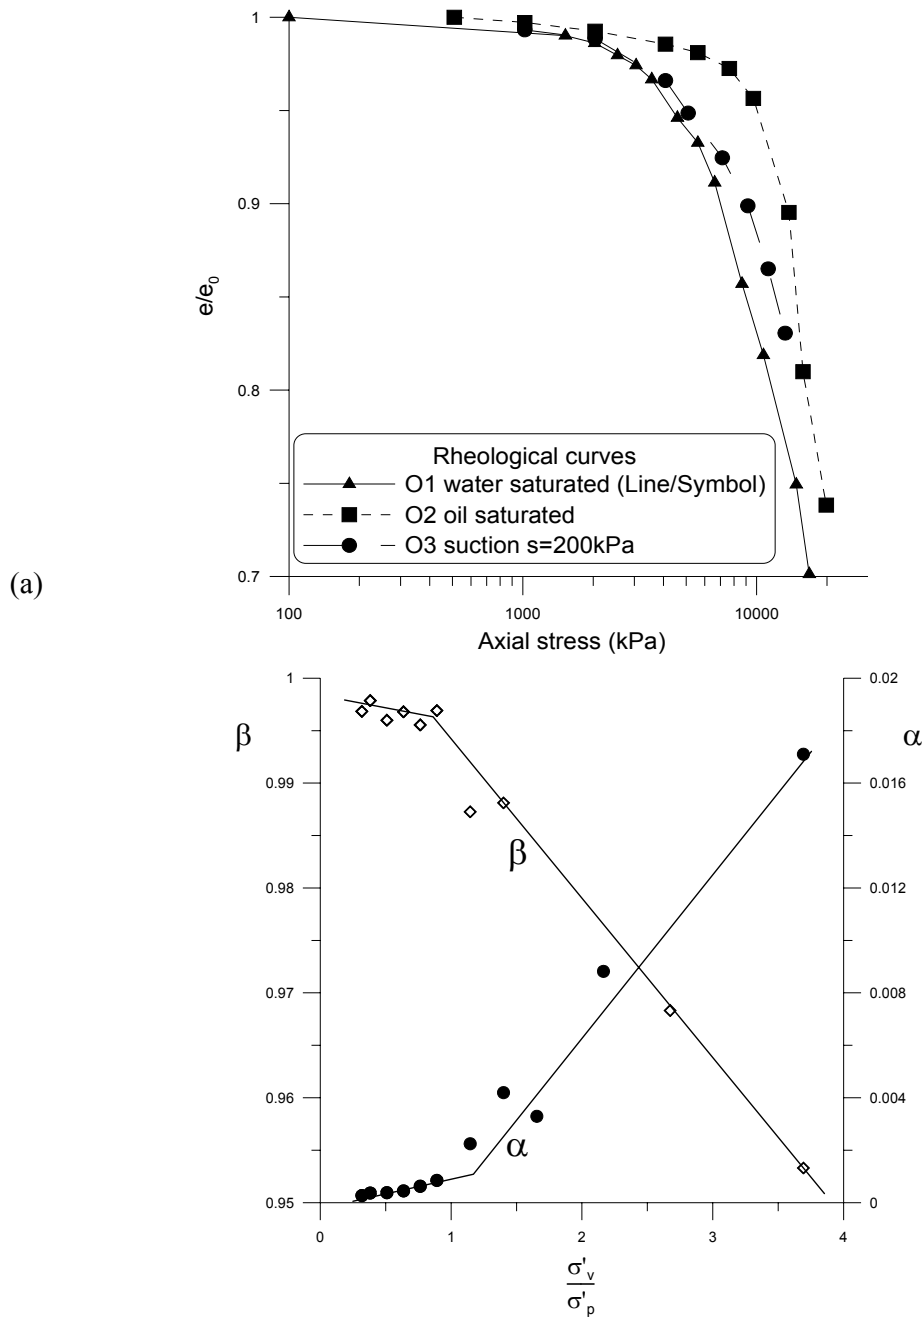 1
0.9
e/e0
0.8
Rheological curves
O1 water saturated (Line/Symbol)
O2 oil saturated
O3 suction s=200kPa
0.7
(a)
100 1000 10000
Axial stress (kPa)
1 0.02
β α
0.99 0.016
0.98 0.012
β
0.97 0.008
0.96 0.004
α
0.95 0
0 1 2 3 4
σ'v
σ'p